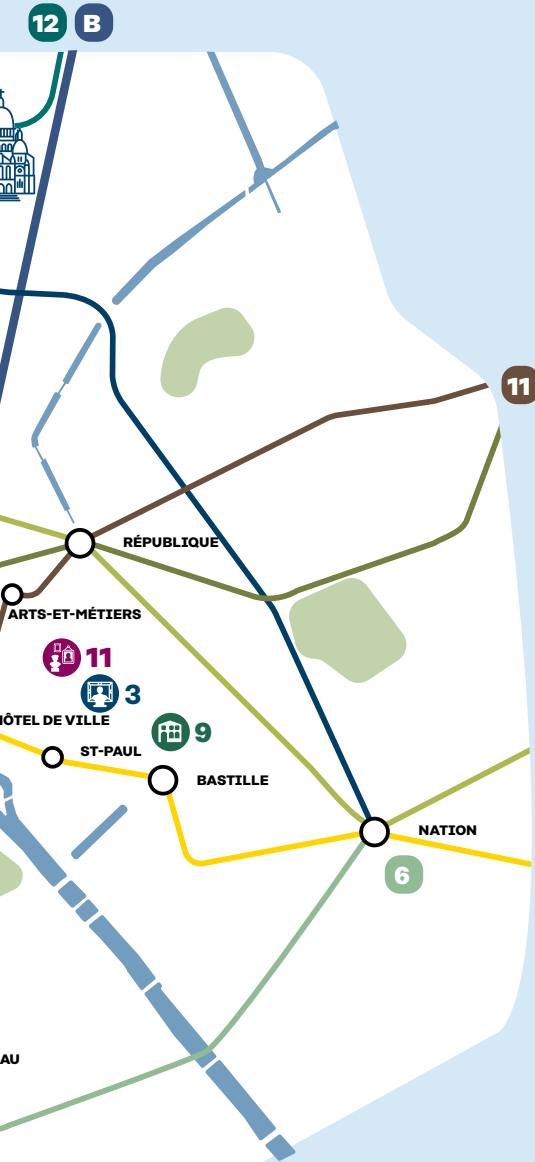 12 B
11
RÉPUBLIQUE
ARTS-ET-MÉTIERS
11
3
HÔTEL DE VILLE
9
ST-PAUL
BASTILLE
NATION
6
AU